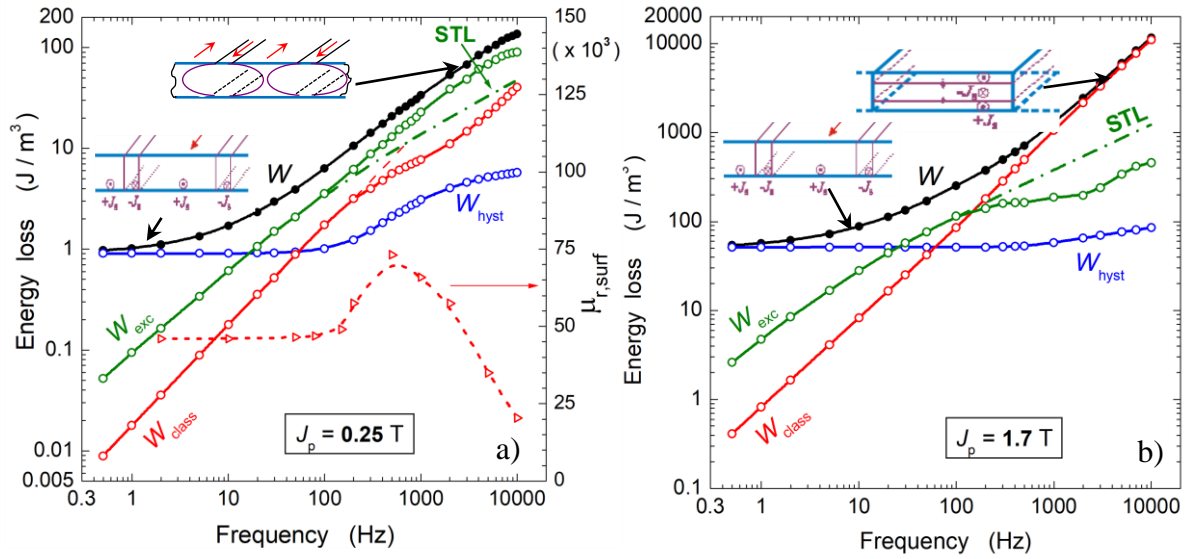 200
100
10
1
0.1
0.01
0.005
Energy loss (J / m³)
0.3 1 10 100 1000 10000
Frequency (Hz)
150
(× 10³)
125
100
75
50
25
0
μr,surf
STL
W
Whyst
Wexc
Wclass
+Js -Js +Js -Js
Jp = 0.25 T
a)
20000
10000
1000
100
10
1
0.1
Energy loss (J / m³)
0.3 1 10 100 1000 10000
Frequency (Hz)
-Js
+Js
STL
+Js -Js +Js -Js
W
Whyst
Wexc
Wclass
Jp = 1.7 T
b)